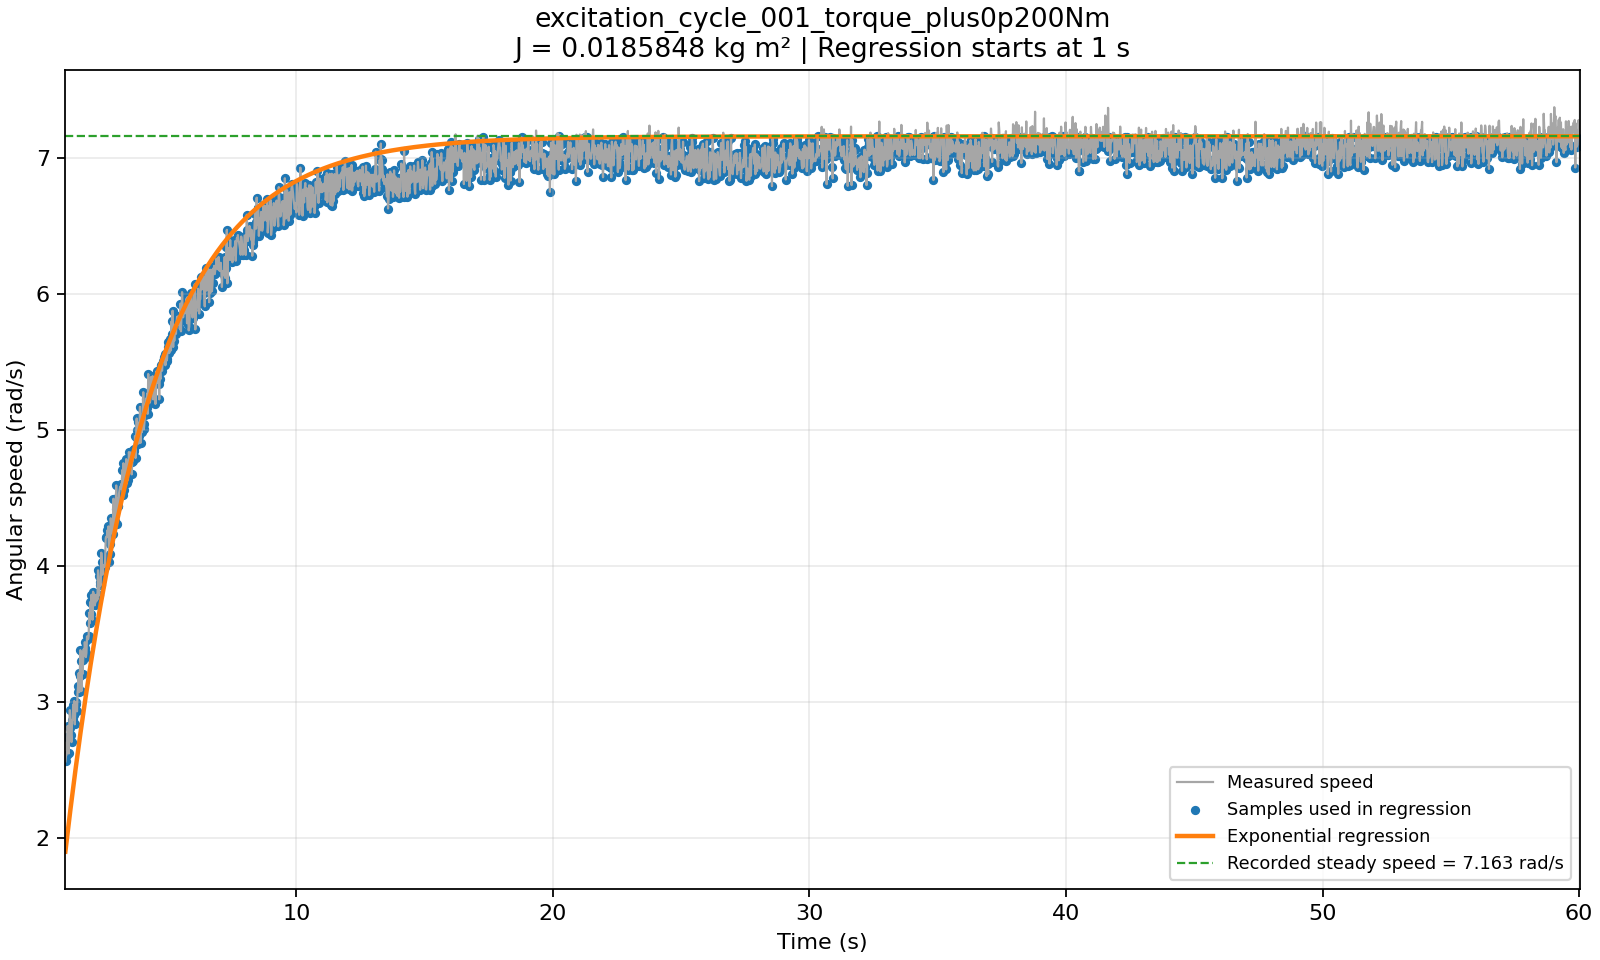 excitation_cycle_001_torque_plus0p200Nm
J = 0.0185848 kg m² | Regression starts at 1 s
Angular speed (rad/s)
7
6
5
4
3
2
10
20
30
40
50
60
Time (s)
Measured speed
Samples used in regression
Exponential regression
Recorded steady speed = 7.163 rad/s